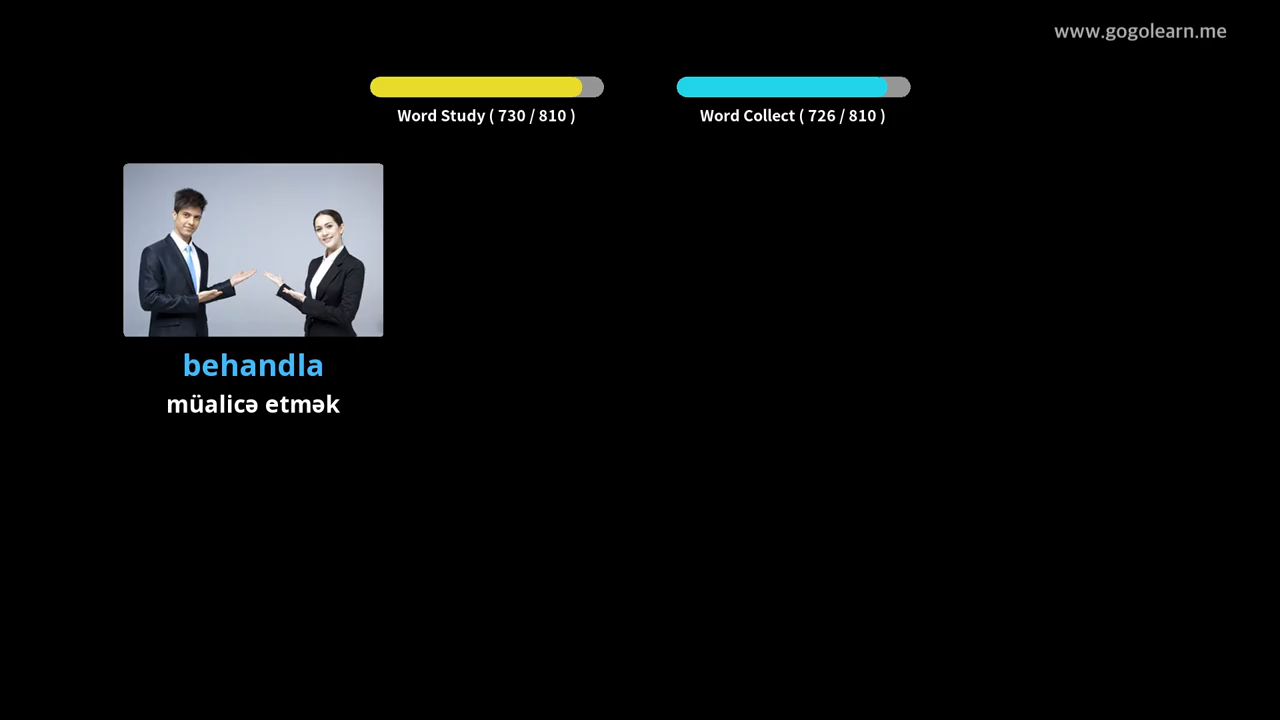 www.gogolearn.me
Word Study ( 730 / 810 )
Word Collect ( 726 / 810 )
behandla
müalicə etmək